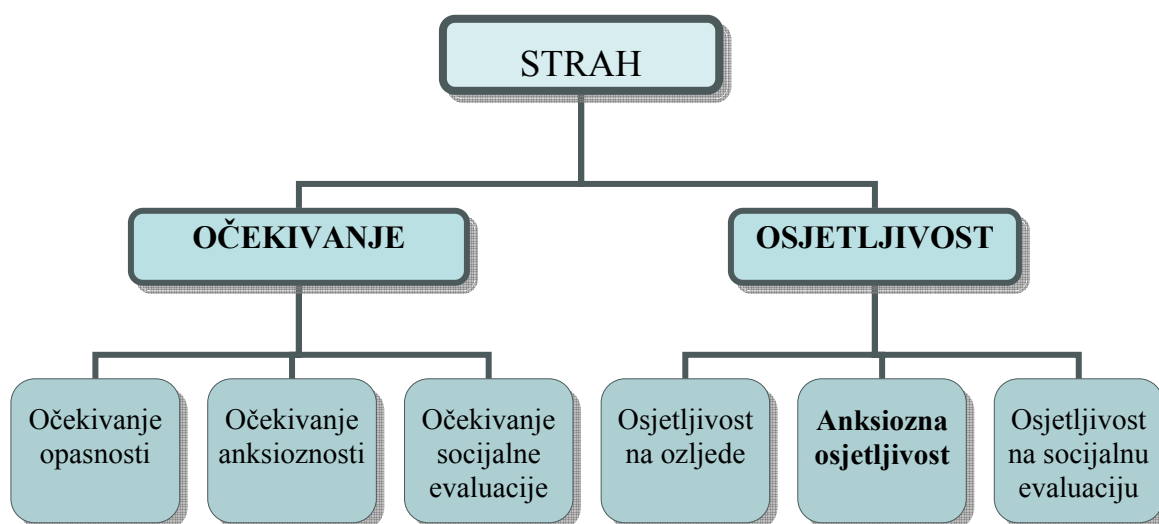 STRAH
OČEKIVANJE
OSJETLJIVOST
Očekivanje
opasnosti
Očekivanje
anksioznosti
Očekivanje
socijalne
evaluacije
Osjetljivost
na ozljede
Anksiozna
osjetljivost
Osjetljivost
na socijalnu
evaluaciju